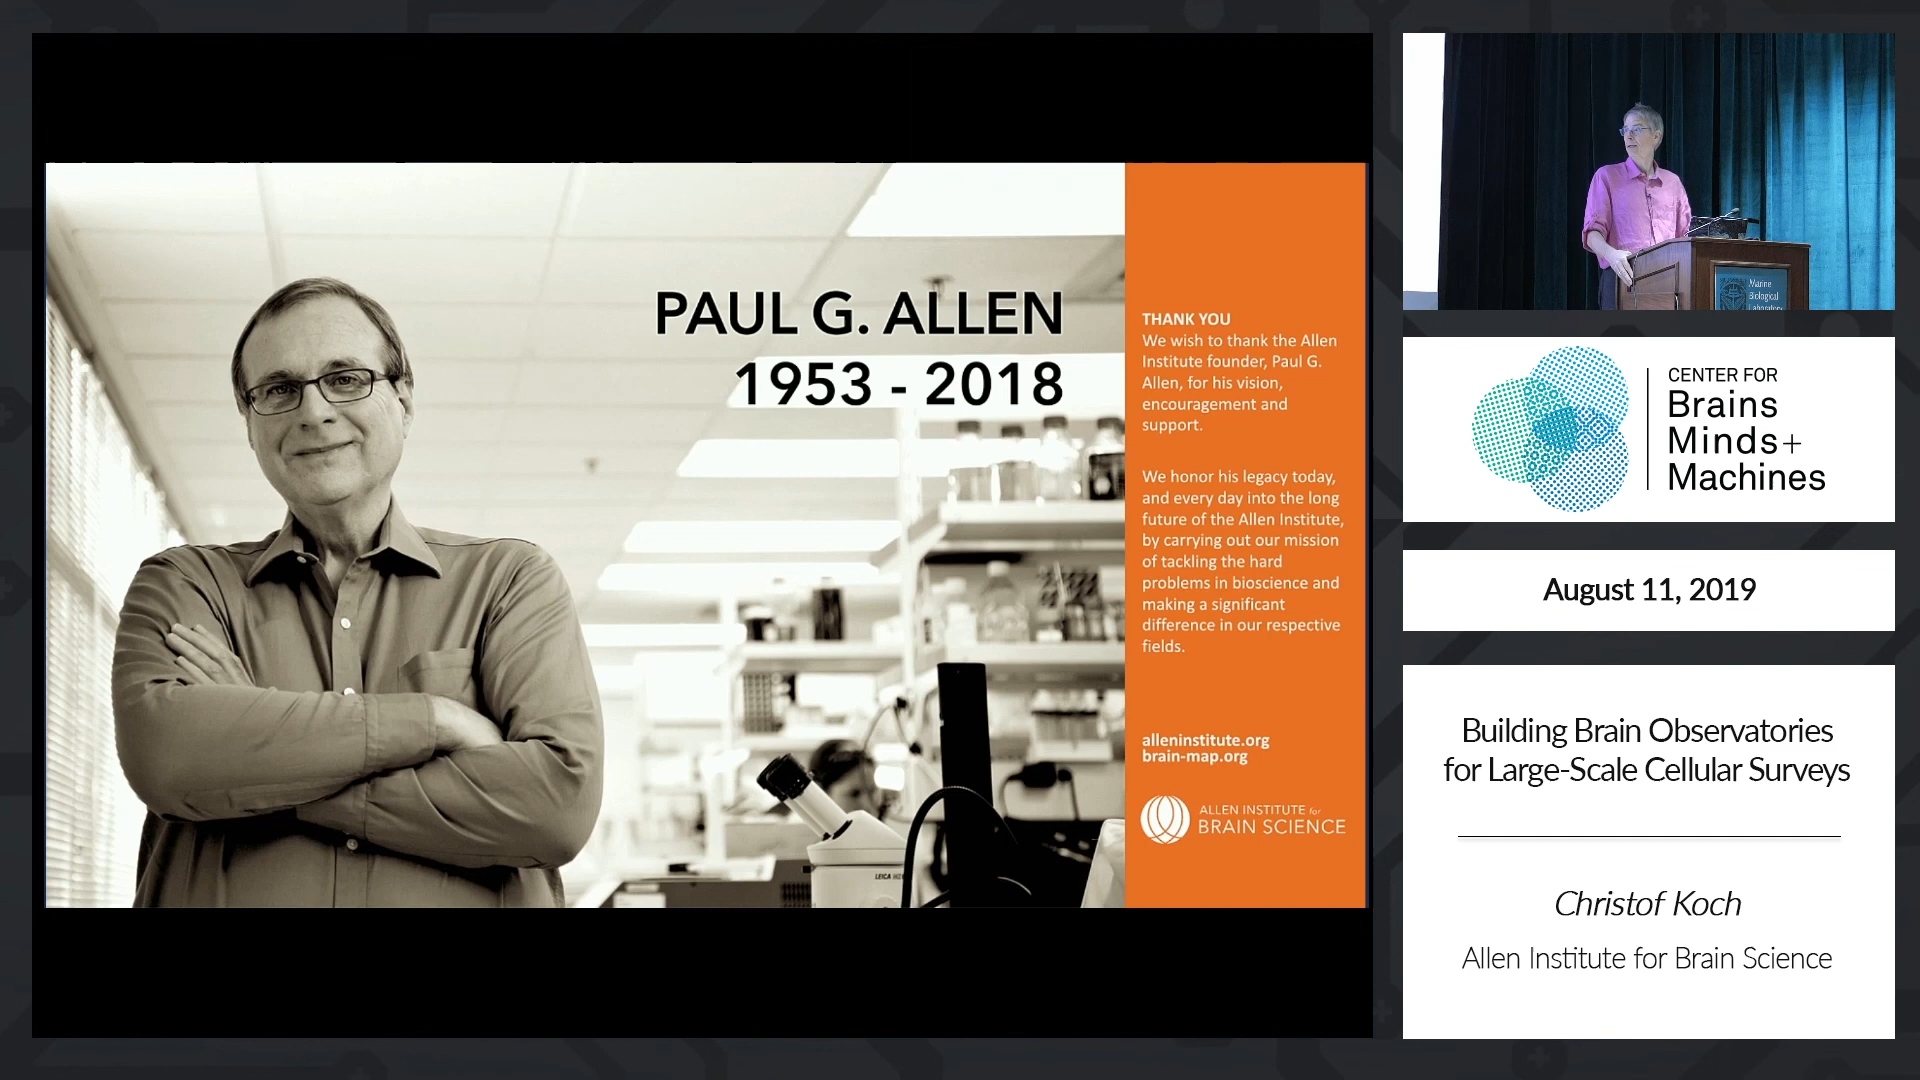 PAUL G. ALLEN
1953 - 2018
THANK YOU
We wish to thank the Allen
Institute founder, Paul G.
Allen, for his vision,
encouragement and
support.
We honor his legacy today,
and every day into the long
future of the Allen Institute,
by carrying out our mission
of tackling the hard
problems in bioscience and
making a significant
difference in our respective
fields.
alleninstitute.org
brain-map.org
ALLEN INSTITUTE for
BRAIN SCIENCE
LEICA
Marine
Biological
Laboratory
CENTER FOR
Brains
Minds+
Machines
August 11, 2019
Building Brain Observatories
for Large-Scale Cellular Surveys
Christof Koch
Allen Institute for Brain Science